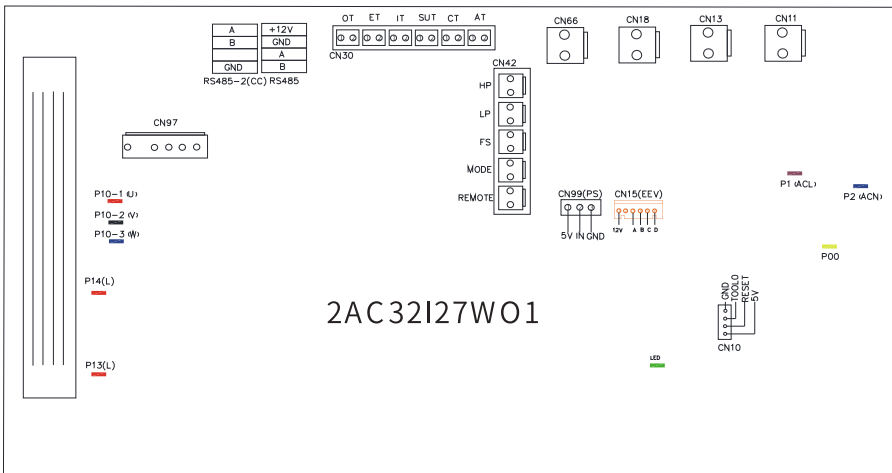 OT ET IT SUT CT AT
CN30
A +12V
B GND
A
GND B
RS485-2(CC) RS485
CN66
CN18
CN13
CN11
CN42
HP
LP
FS
MODE
REMOTE
CN97
P10-1 (U)
P10-2 (V)
P10-3 (W)
P14(L)
P13(L)
CN99(PS)
5V IN GND
CN15(EEV)
12V A B C D
P1 (ACL)
P2 (ACN)
P00
2AC32I27WO1
GND
TOOLO
RESET
5V
CN10
LED